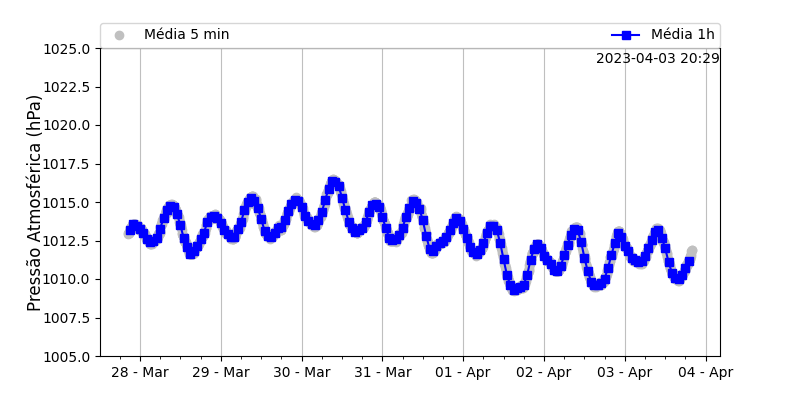 Média 5 min
Média 1h
2023-04-03 20:29
Pressão Atmosférica (hPa)
1025.0
1022.5
1020.0
1017.5
1015.0
1012.5
1010.0
1007.5
1005.0
28 - Mar
29 - Mar
30 - Mar
31 - Mar
01 - Apr
02 - Apr
03 - Apr
04 - Apr